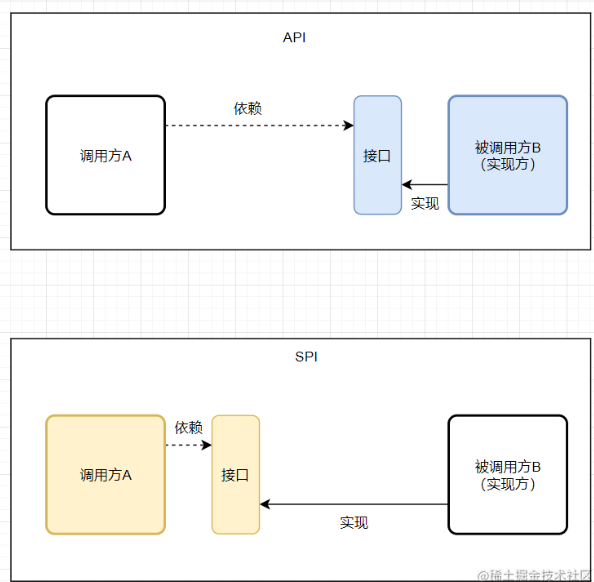 API
依赖
调用方A
接口
被调用方B
(实现方)
实现
SPI
依赖
调用方A
接口
被调用方B
(实现方)
实现
@稀土掘金技术社区